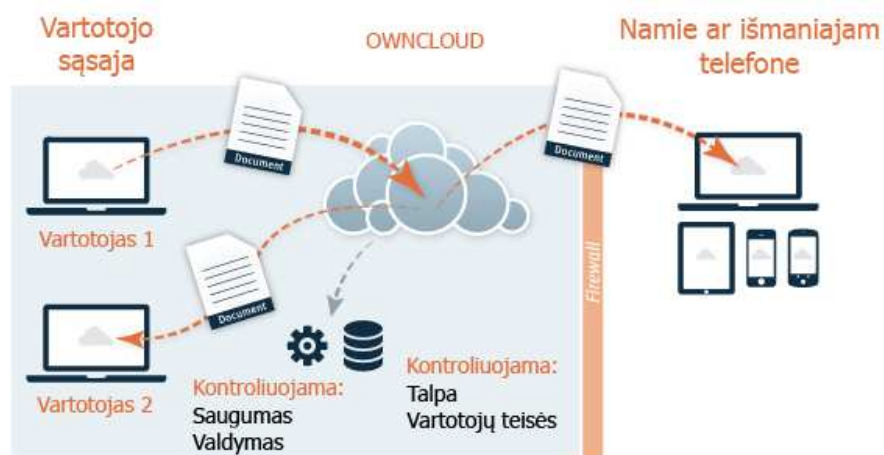 Vartotojo
sąsaja
OWNCLOUD
Namie ar išmaniajam
telefone
Document
Document
Vartotojas 1
Document
Firewall
Vartotojas 2
Kontroliuojama:
Saugumas
Valdymas
Kontroliuojama:
Talpa
Vartotojų teisės